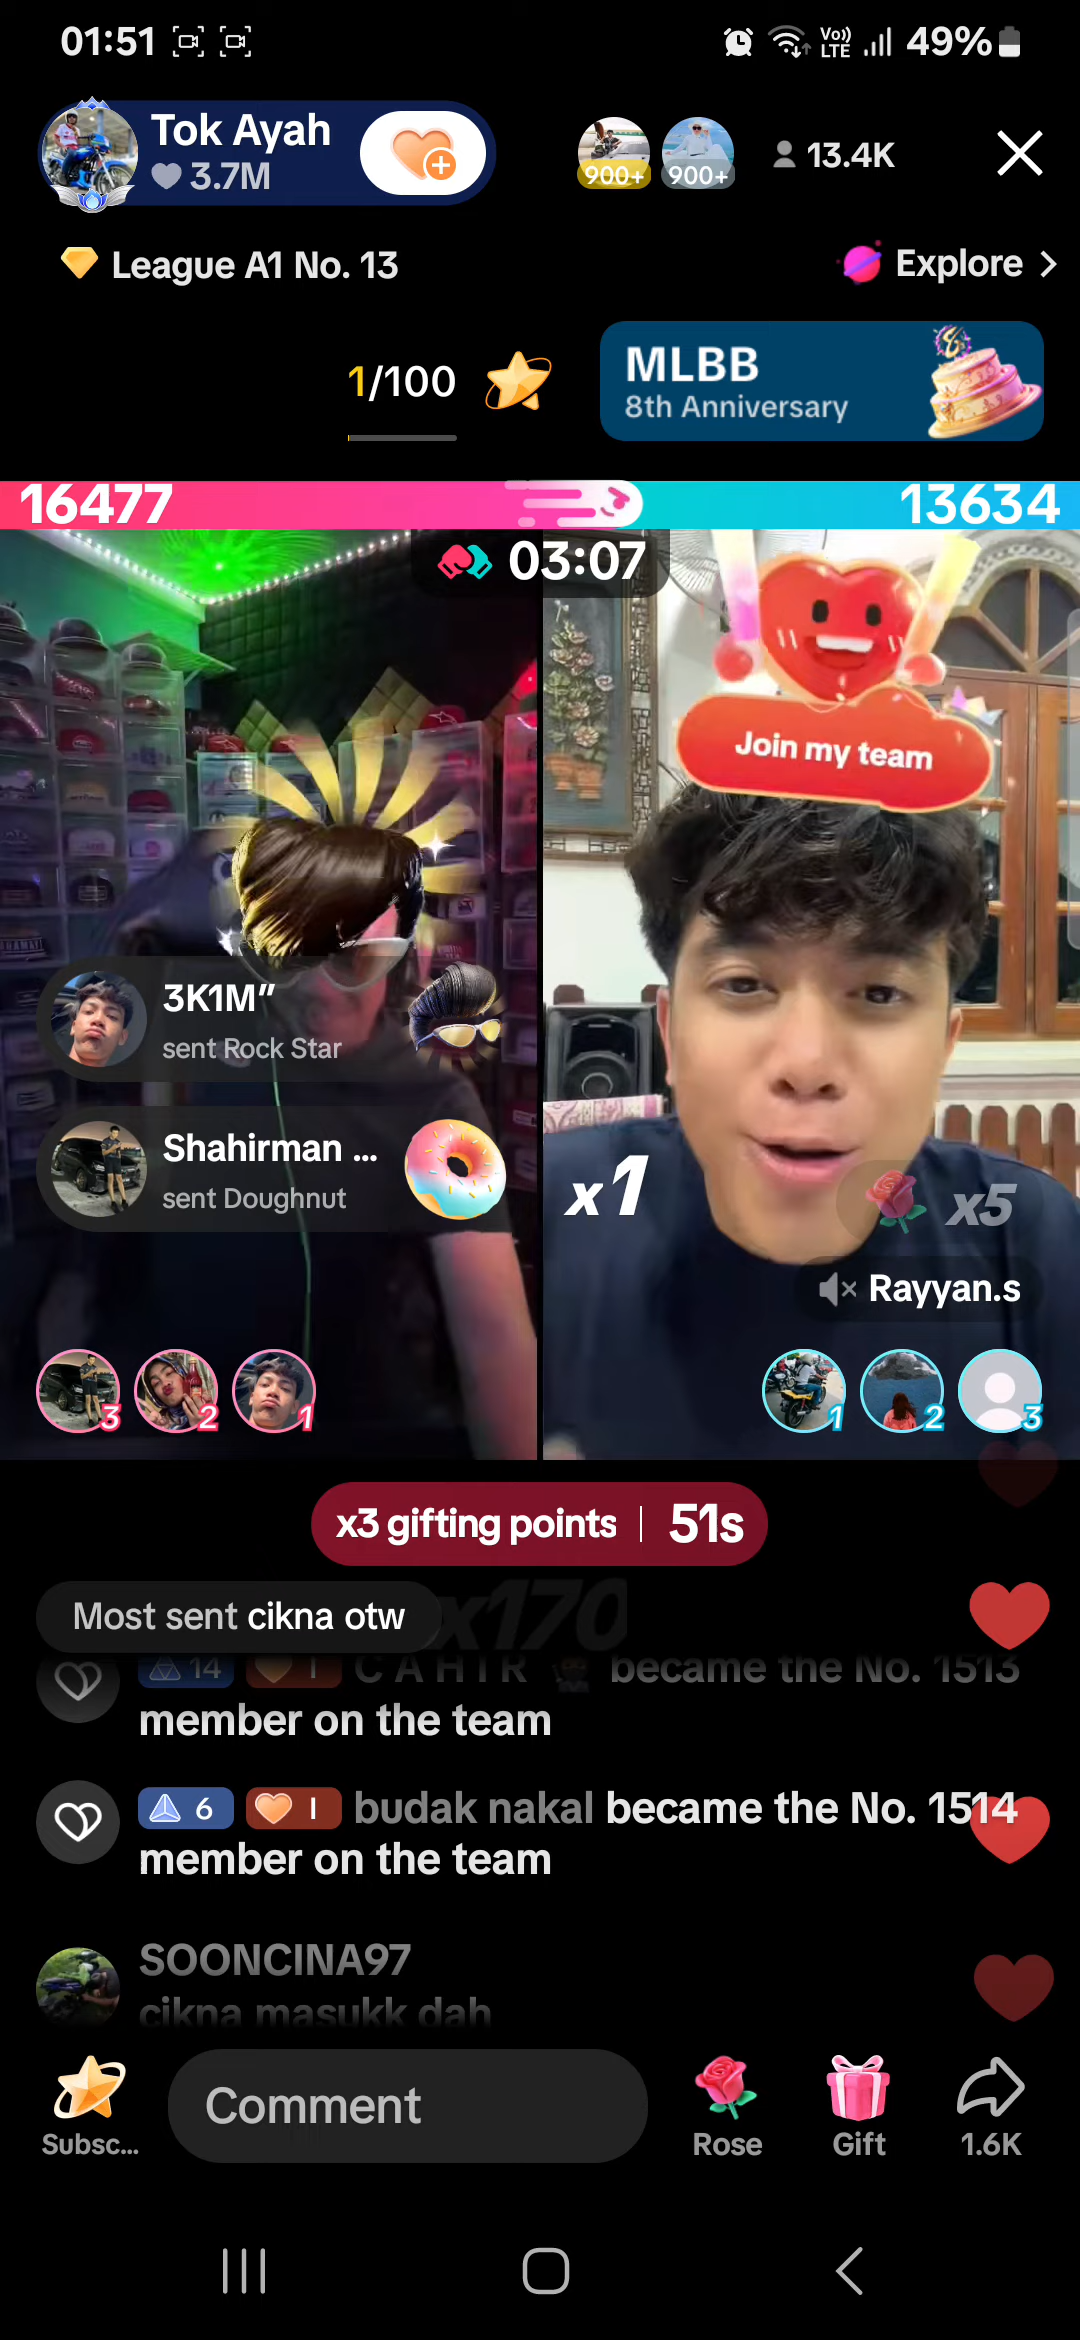 01:51
Vo))
LTE
49%
Tok Ayah
3.7M
900+
900+
13.4K
League A1 No. 13
Explore
1/100
MLBB
8th Anniversary
16477
13634
03:07
Join my team
3K1M"
sent Rock Star
Shahirman ...
sent Doughnut
x1
x5
Rayyan.s
3
2
1
1
2
3
x3 gifting points
51s
x170
Most sent cikna otw
14 I C A H I R became the No. 1513
member on the team
6 I budak nakal became the No. 1514
member on the team
SOONCINA97
cikna masukk dah
Subsc...
Comment
Rose
Gift
1.6K